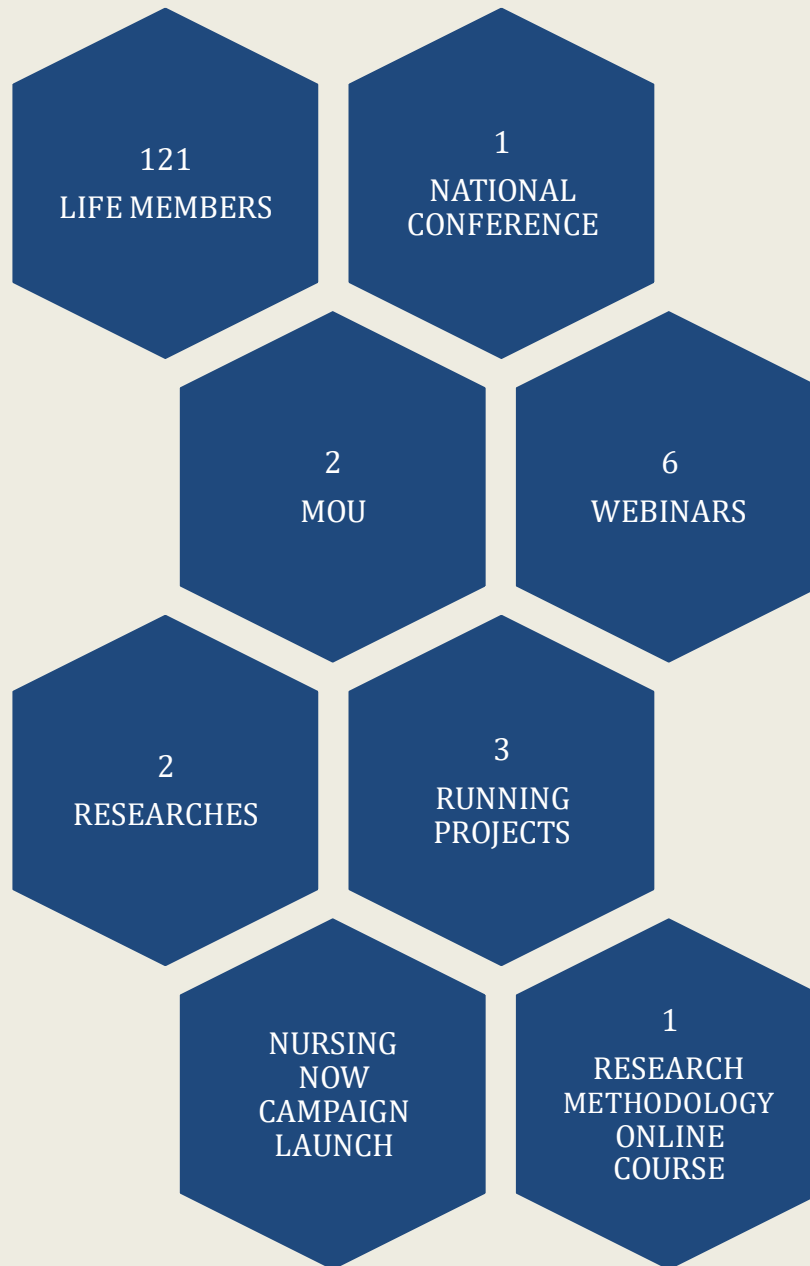 121
LIFE MEMBERS
1
NATIONAL
CONFERENCE
2
MOU
6
WEBINARS
2
RESEARCHES
3
RUNNING
PROJECTS
NURSING
NOW
CAMPAIGN
LAUNCH
1
RESEARCH
METHODOLOGY
ONLINE
COURSE